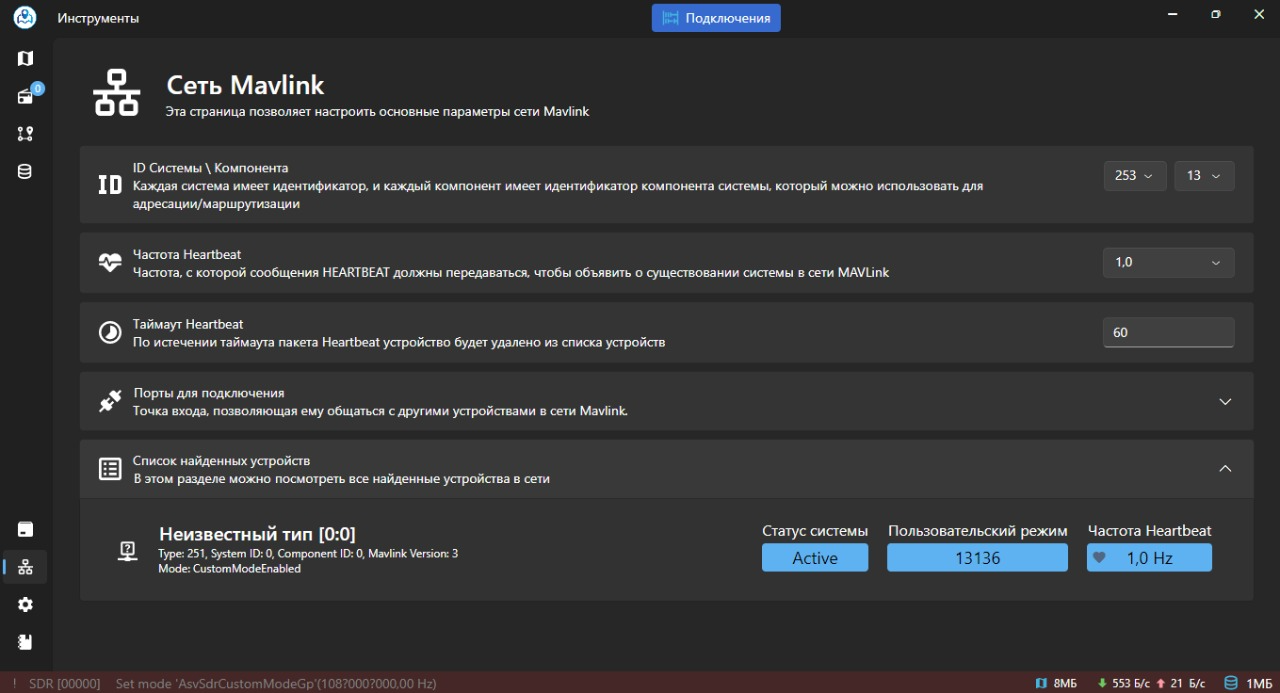 Инструменты
Подключения
0
Сеть Mavlink
Эта страница позволяет настроить основные параметры сети Mavlink
ID
ID Системы \ Компонента
Каждая система имеет идентификатор, и каждый компонент имеет идентификатор компонента системы, который можно использовать для
адресации/маршрутизации
253
13
Частота Heartbeat
Частота, с которой сообщения HEARTBEAT должны передаваться, чтобы объявить о существовании системы в сети MAVLink
1,0
Таймаут Heartbeat
По истечении таймаута пакета Heartbeat устройство будет удалено из списка устройств
60
Порты для подключения
Точка входа, позволяющая ему общаться с другими устройствами в сети Mavlink.
Список найденных устройств
В этом разделе можно посмотреть все найденные устройства в сети
Неизвестный тип [0:0]
Type: 251, System ID: 0, Component ID: 0, Mavlink Version: 3
Mode: CustomModeEnabled
Статус системы
Active
Пользовательский режим
13136
Частота Heartbeat
1,0 Hz
! SDR [00000] Set mode 'AsvSdrCustomModeGp'(108?000?000,00 Hz)
8МБ 553 Б/с 21 Б/с 1МБ